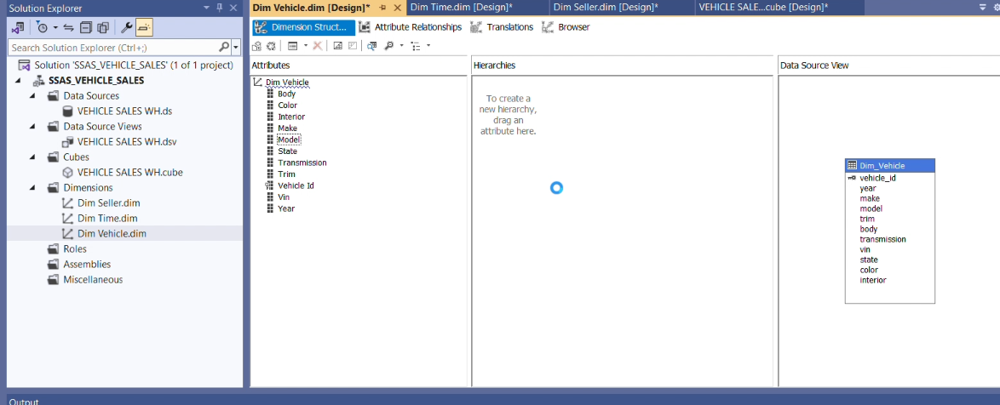 Solution Explorer
Search Solution Explorer (Ctrl+;)
Solution 'SSAS_VEHICLE_SALES' (1 of 1 project)
SSAS_VEHICLE_SALES
Data Sources
VEHICLE SALES WH.ds
Data Source Views
VEHICLE SALES WH.dsv
Cubes
VEHICLE SALES WH.cube
Dimensions
Dim Seller.dim
Dim Time.dim
Dim Vehicle.dim
Roles
Assemblies
Miscellaneous
Dim Vehicle.dim [Design]*
Dim Time.dim [Design]*
Dim Seller.dim [Design]*
VEHICLE SALE...cube [Design]*
Dimension Struct...
Attribute Relationships
Translations
Browser
Attributes
Dim Vehicle
Body
Color
Interior
Make
Model
State
Transmission
Trim
Vehicle Id
Vin
Year
Hierarchies
To create a
new hierarchy,
drag an
attribute here.
Data Source View
Dim_Vehicle
vehicle_id
year
make
model
trim
body
transmission
vin
state
color
interior
Output